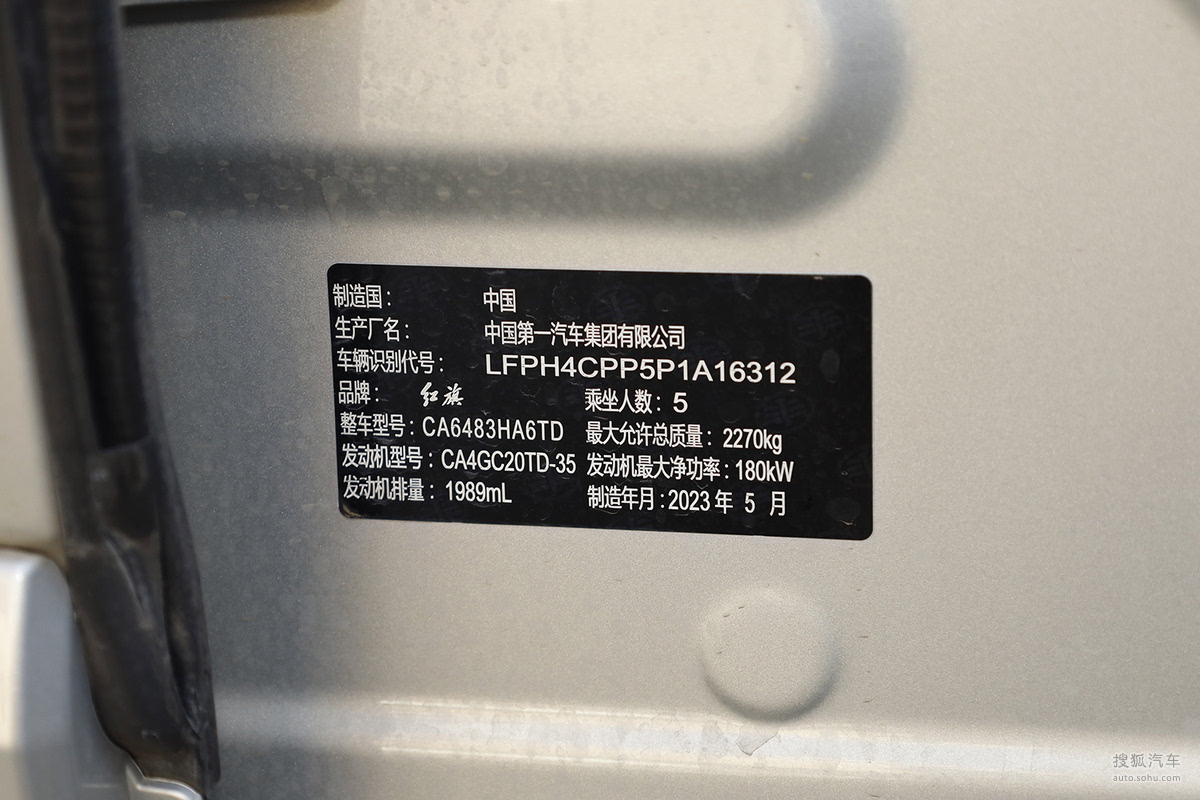 制造国： 中国
生产厂名： 中国第一汽车集团有限公司
车辆识别代号： LFPH4CPP5P1A16312
品牌： 红旗 乘坐人数：5
整车型号：CA6483HA6TD 最大允许总质量：2270kg
发动机型号：CA4GC20TD-35 发动机最大净功率：180kW
发动机排量：1989mL 制造年月：2023 年 5 月
搜狐汽车
auto.sohu.com